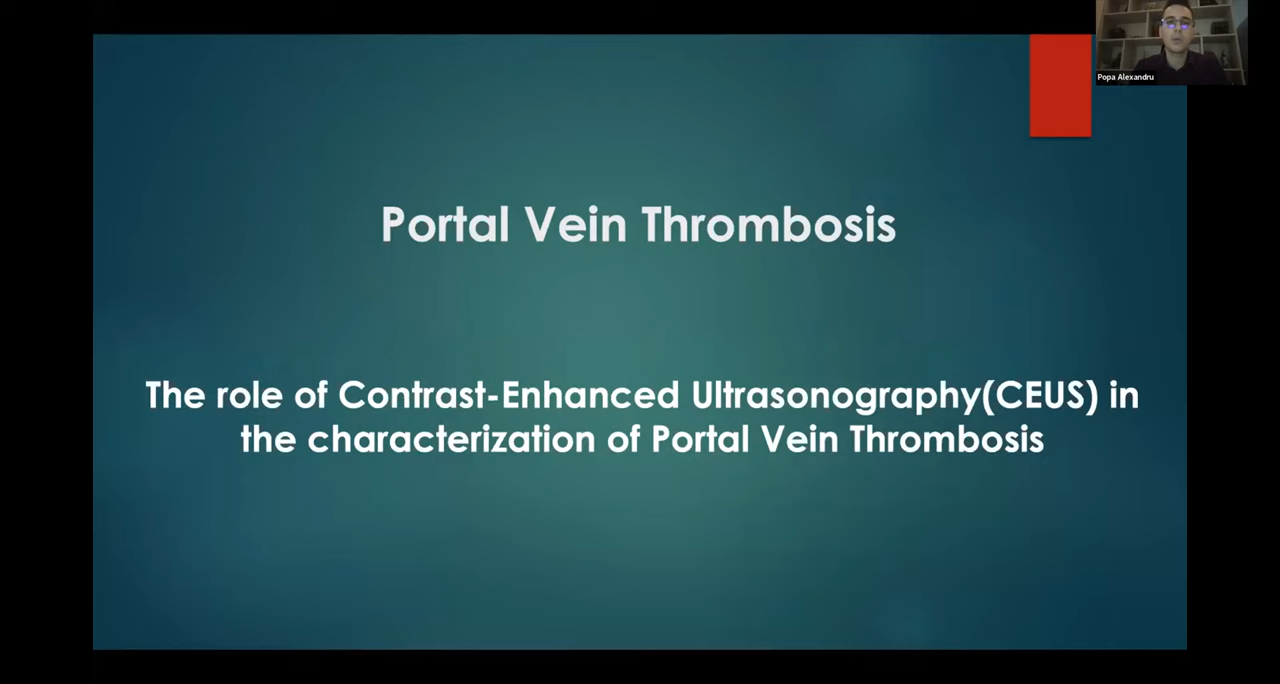 Popa Alexandru
Portal Vein Thrombosis
The role of Contrast-Enhanced Ultrasonography(CEUS) in
the characterization of Portal Vein Thrombosis